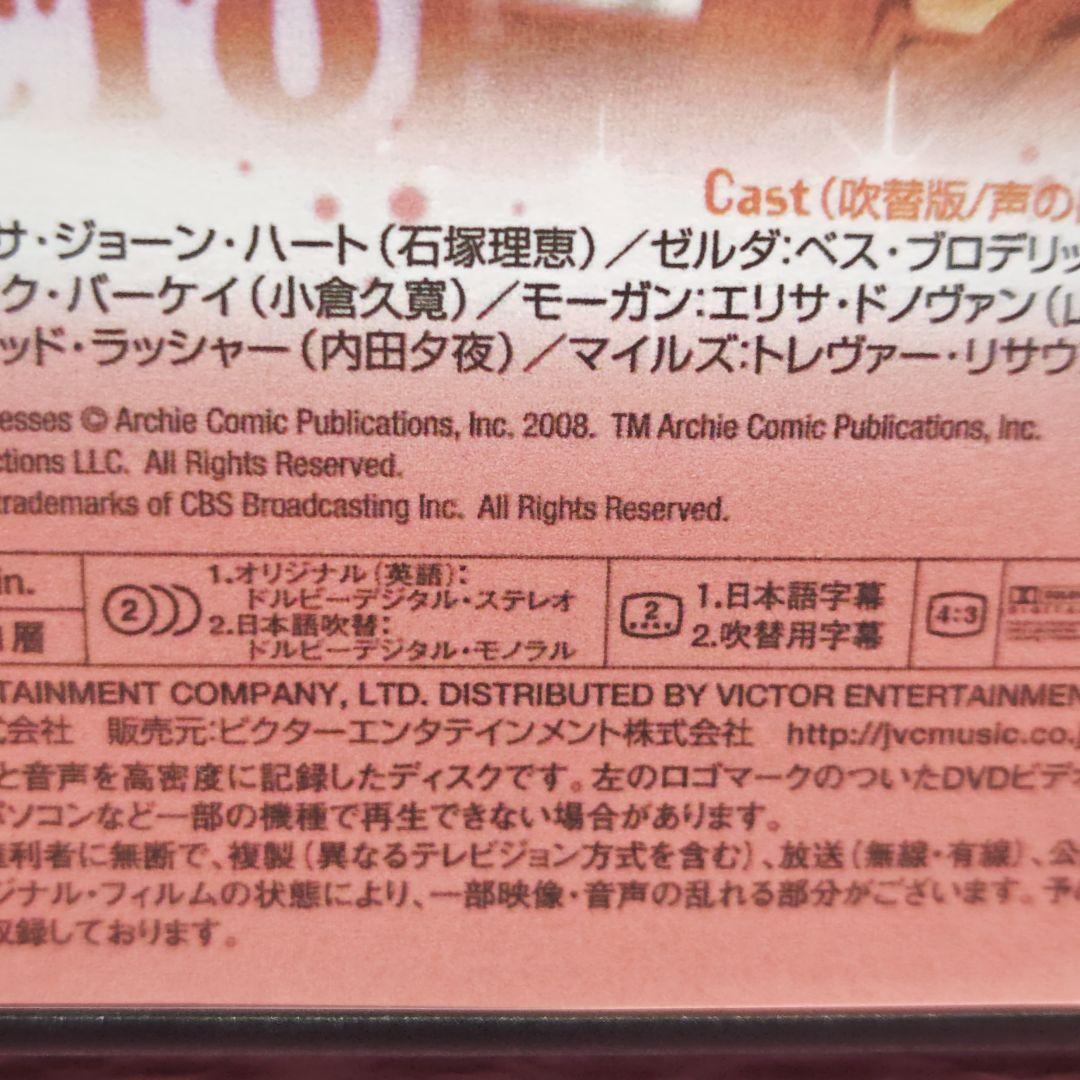 Cast(吹替版/声の
サ・ジョーン・ハート(石塚理恵)／ゼルダ:ベス・ブロデリッ
ク・バーケイ(小倉久寛)／モーガン:エリサ・ドノヴァン(山
ッド・ラッシャー(内田夕夜)／マイルズ:トレヴァー・リサウ
esses © Archie Comic Publications, Inc. 2008. TM Archie Comic Publications, Inc.
ctions LLC. All Rights Reserved.
trademarks of CBS Broadcasting Inc. All Rights Reserved.
in.
層
2
1.オリジナル(英語):
ドルビーデジタル・ステレオ
2.日本語吹替:
ドルビーデジタル・モノラル
2
1.日本語字幕
2.吹替用字幕
4:3
TAINMENT COMPANY, LTD. DISTRIBUTED BY VICTOR ENTERTAINMEN
式会社 販売元:ビクターエンタテインメント株式会社 http://jvcmusic.co.j
と音声を高密度に記録したディスクです。左のロゴマークのついたDVDビデオ
パソコンなど一部の機種で再生できない場合があります。
権利者に無断で、複製(異なるテレビジョン方式を含む)、放送(無線・有線)、公
ジナル・フィルムの状態により、一部映像・音声の乱れる部分がございます。予め
収録しております。